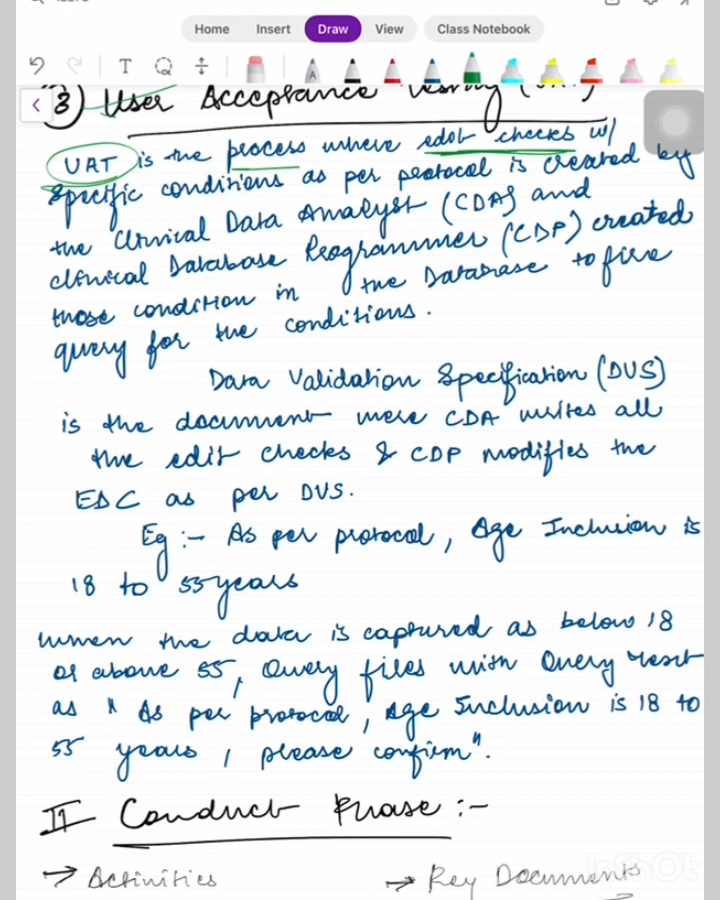 Home Insert Draw View Class Notebook
3) User Acceptance Testing (UAT)
UAT is the process where edit checks w/
specific conditions as per protocol is created by
the Clinical Data Analyst (CDA) and
clinical Database Programmer (CDP) created
those condition in the Database to fire
query for the conditions.
Data Validation Specification (DVS)
is the document were CDA writes all
the edit checks & CDP modifies the
EDC as per DVS.
Eg :- As per protocol, Age Inclusion is
18 to 55 years
When the data is captured as below 18
or above 55, Query fires with Query text
as " As per protocol, Age Inclusion is 18 to
55 years, please confirm".
II Conduct Phase :-
→ Activities → Key Documents